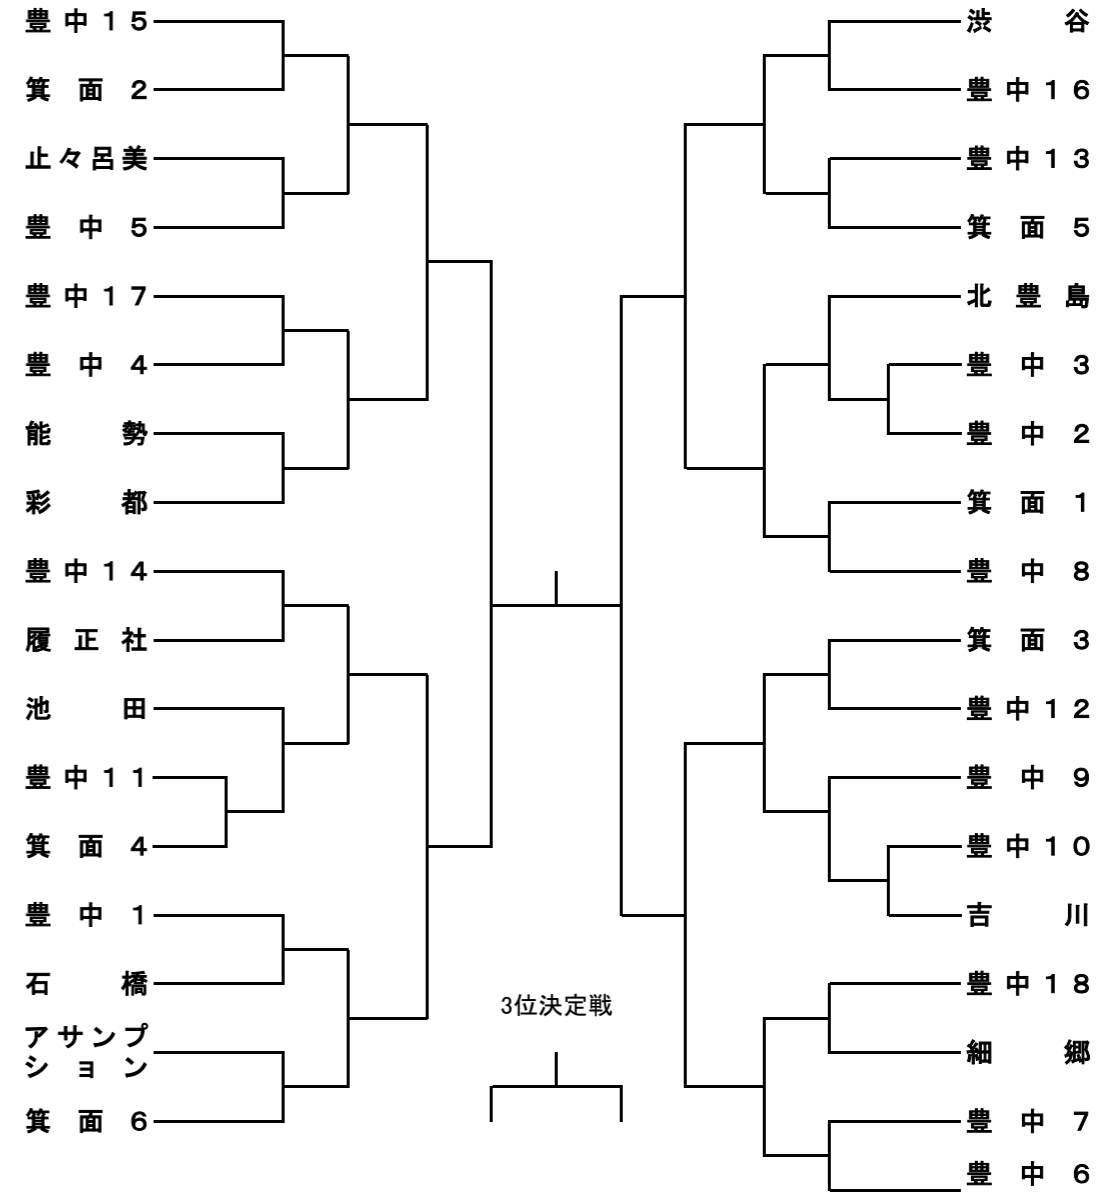 豊中１５
箕面２
止々呂美
豊中５
豊中１７
豊中４
能勢
彩都
豊中１４
履正社
池田
豊中１１
箕面４
豊中１
石橋
アサンプ
ション
箕面６
3位決定戦
渋谷
豊中１６
豊中１３
箕面５
北豊島
豊中３
豊中２
箕面１
豊中８
箕面３
豊中１２
豊中９
豊中１０
吉川
豊中１８
細郷
豊中７
豊中６